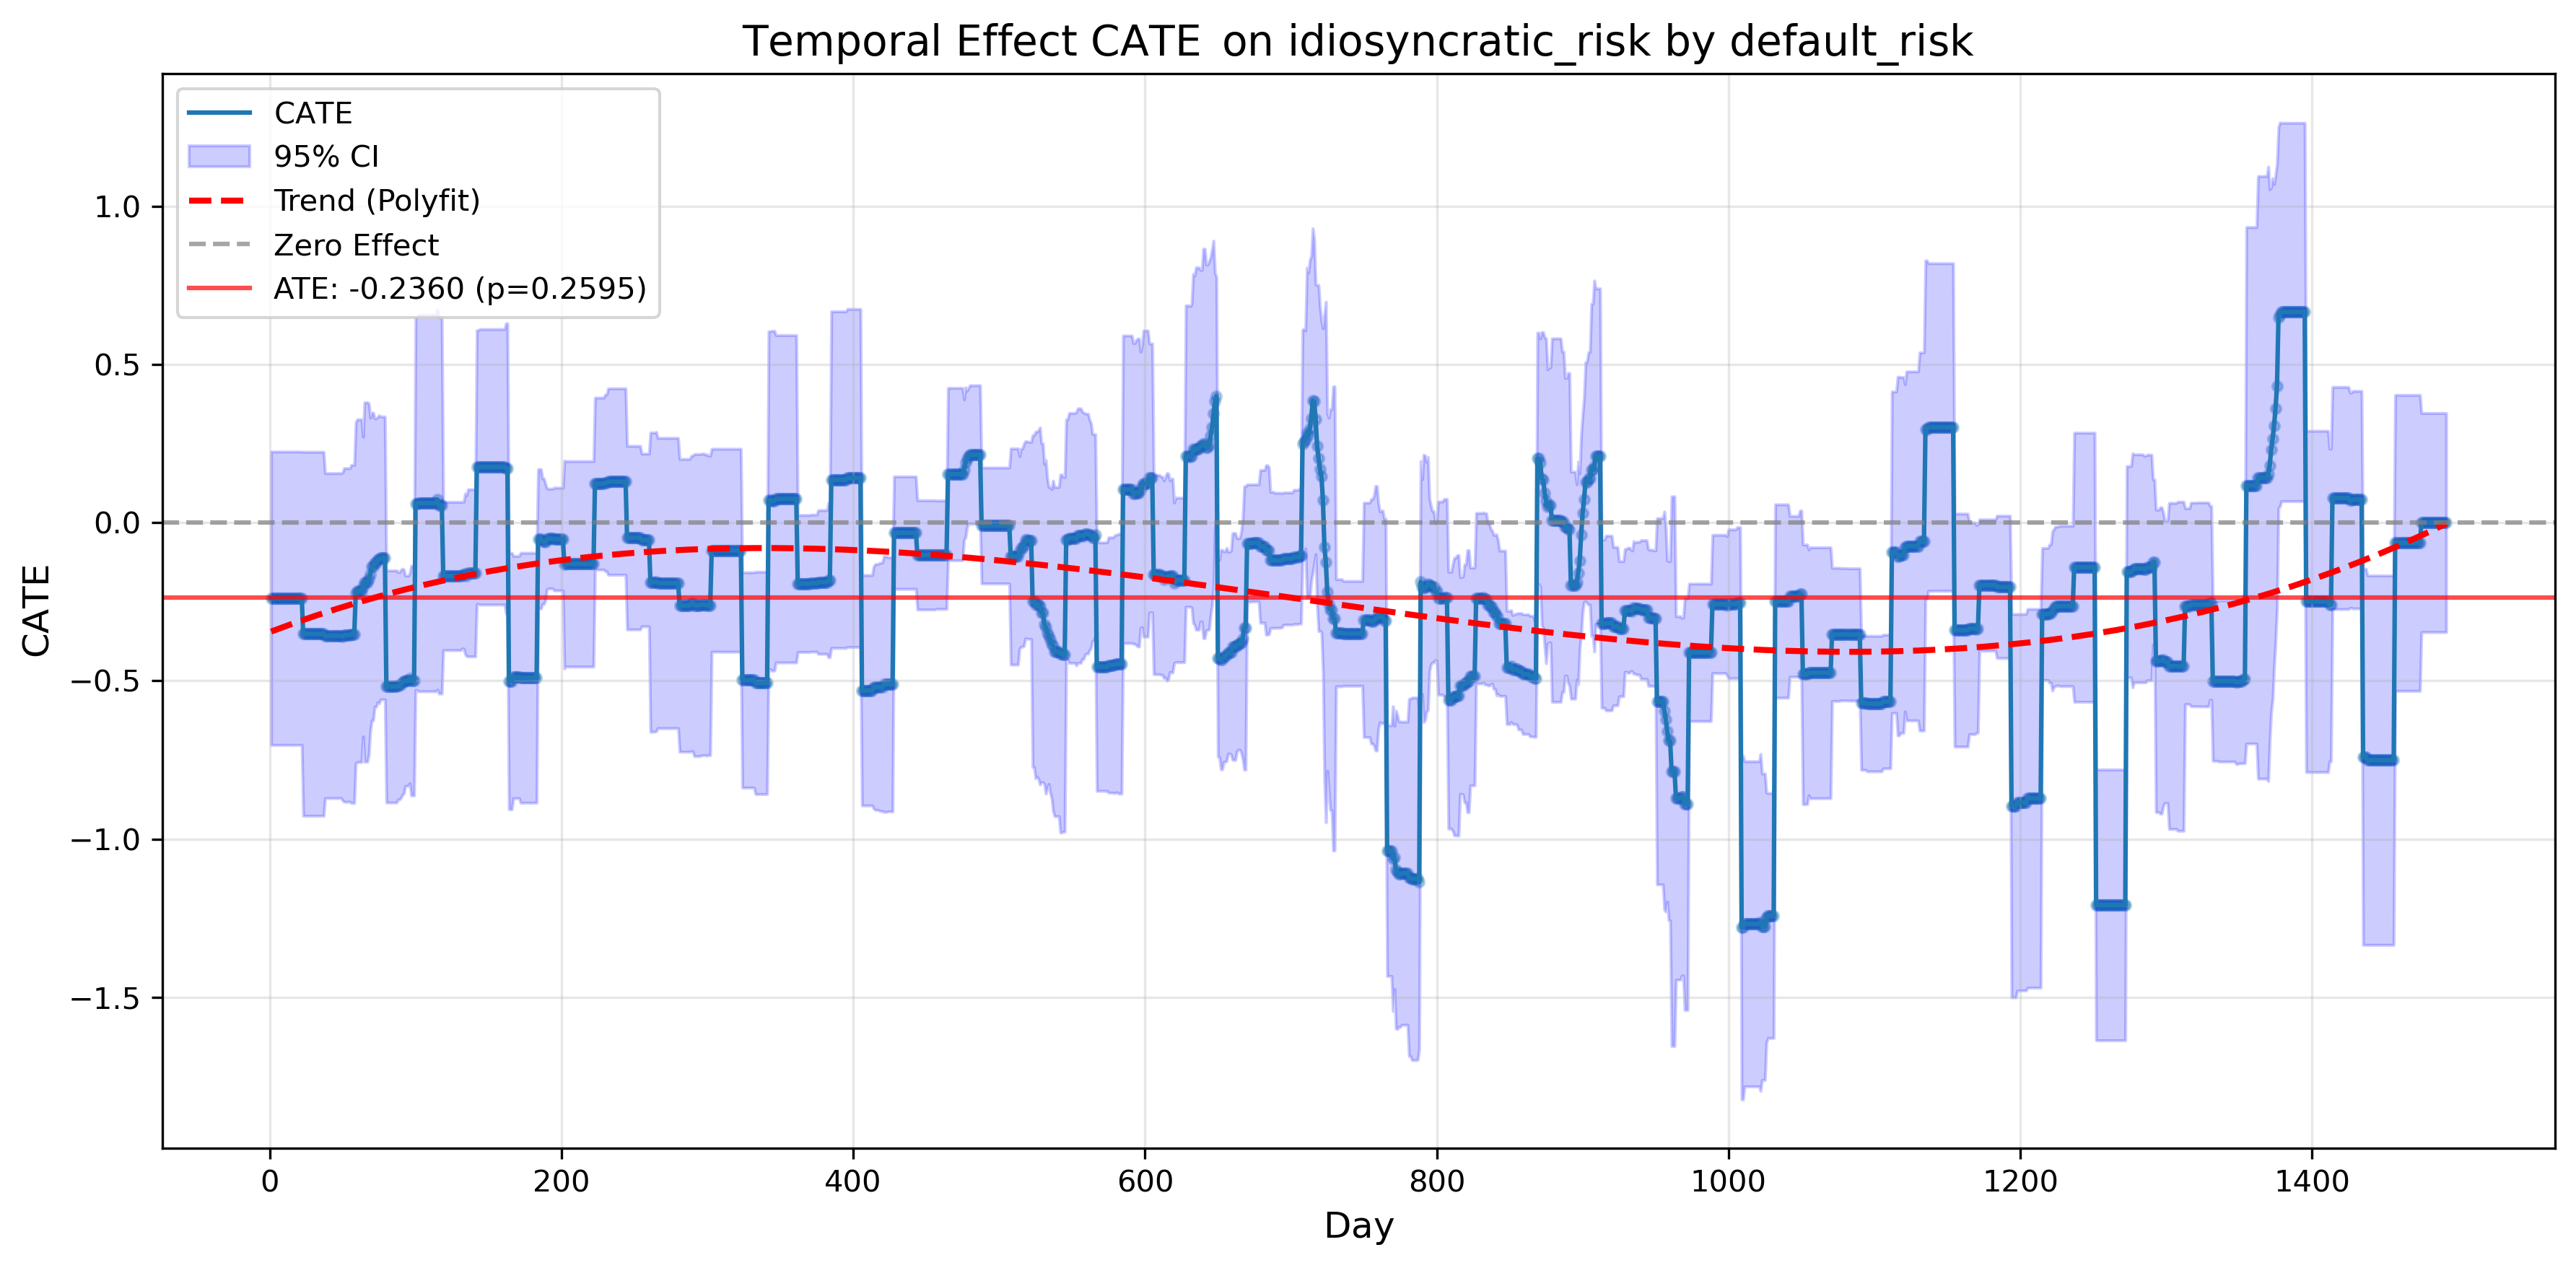 Temporal Effect CATE on idiosyncratic_risk by default_risk
CATE
95% CI
Trend (Polyfit)
Zero Effect
ATE: -0.2360 (p=0.2595)
CATE
1.0
0.5
0.0
−0.5
−1.0
−1.5
0 200 400 600 800 1000 1200 1400
Day